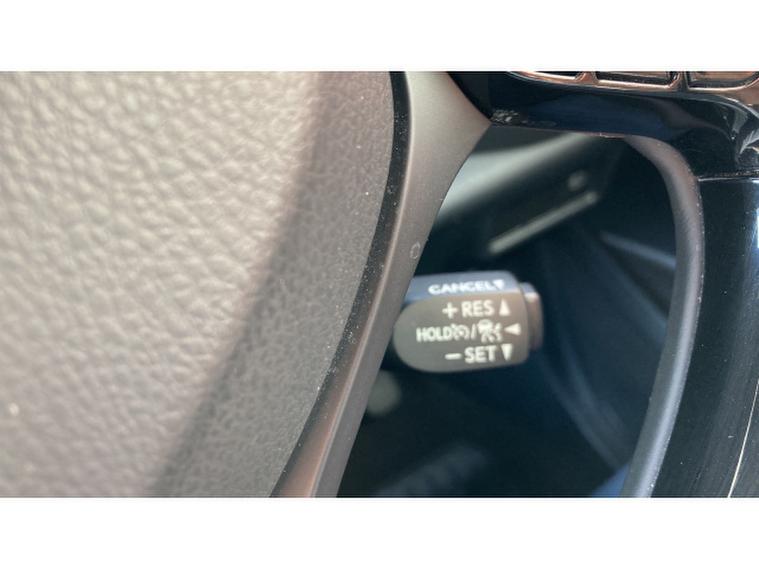 CANCEL▼
+ RES ▲
HOLD / ◄
− SET ▼